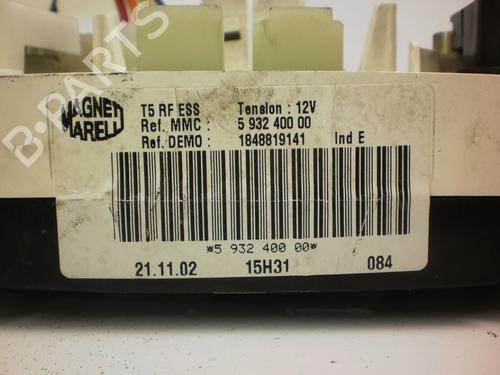 MAGNETI MARELLI
T5 RF ESS Tension : 12V
Ref. MMC : 5 932 400 00
Ref. DEMO : 1848819141 Ind E
*5 932 400 00*
21.11.02 15H31 084
B-PARTS